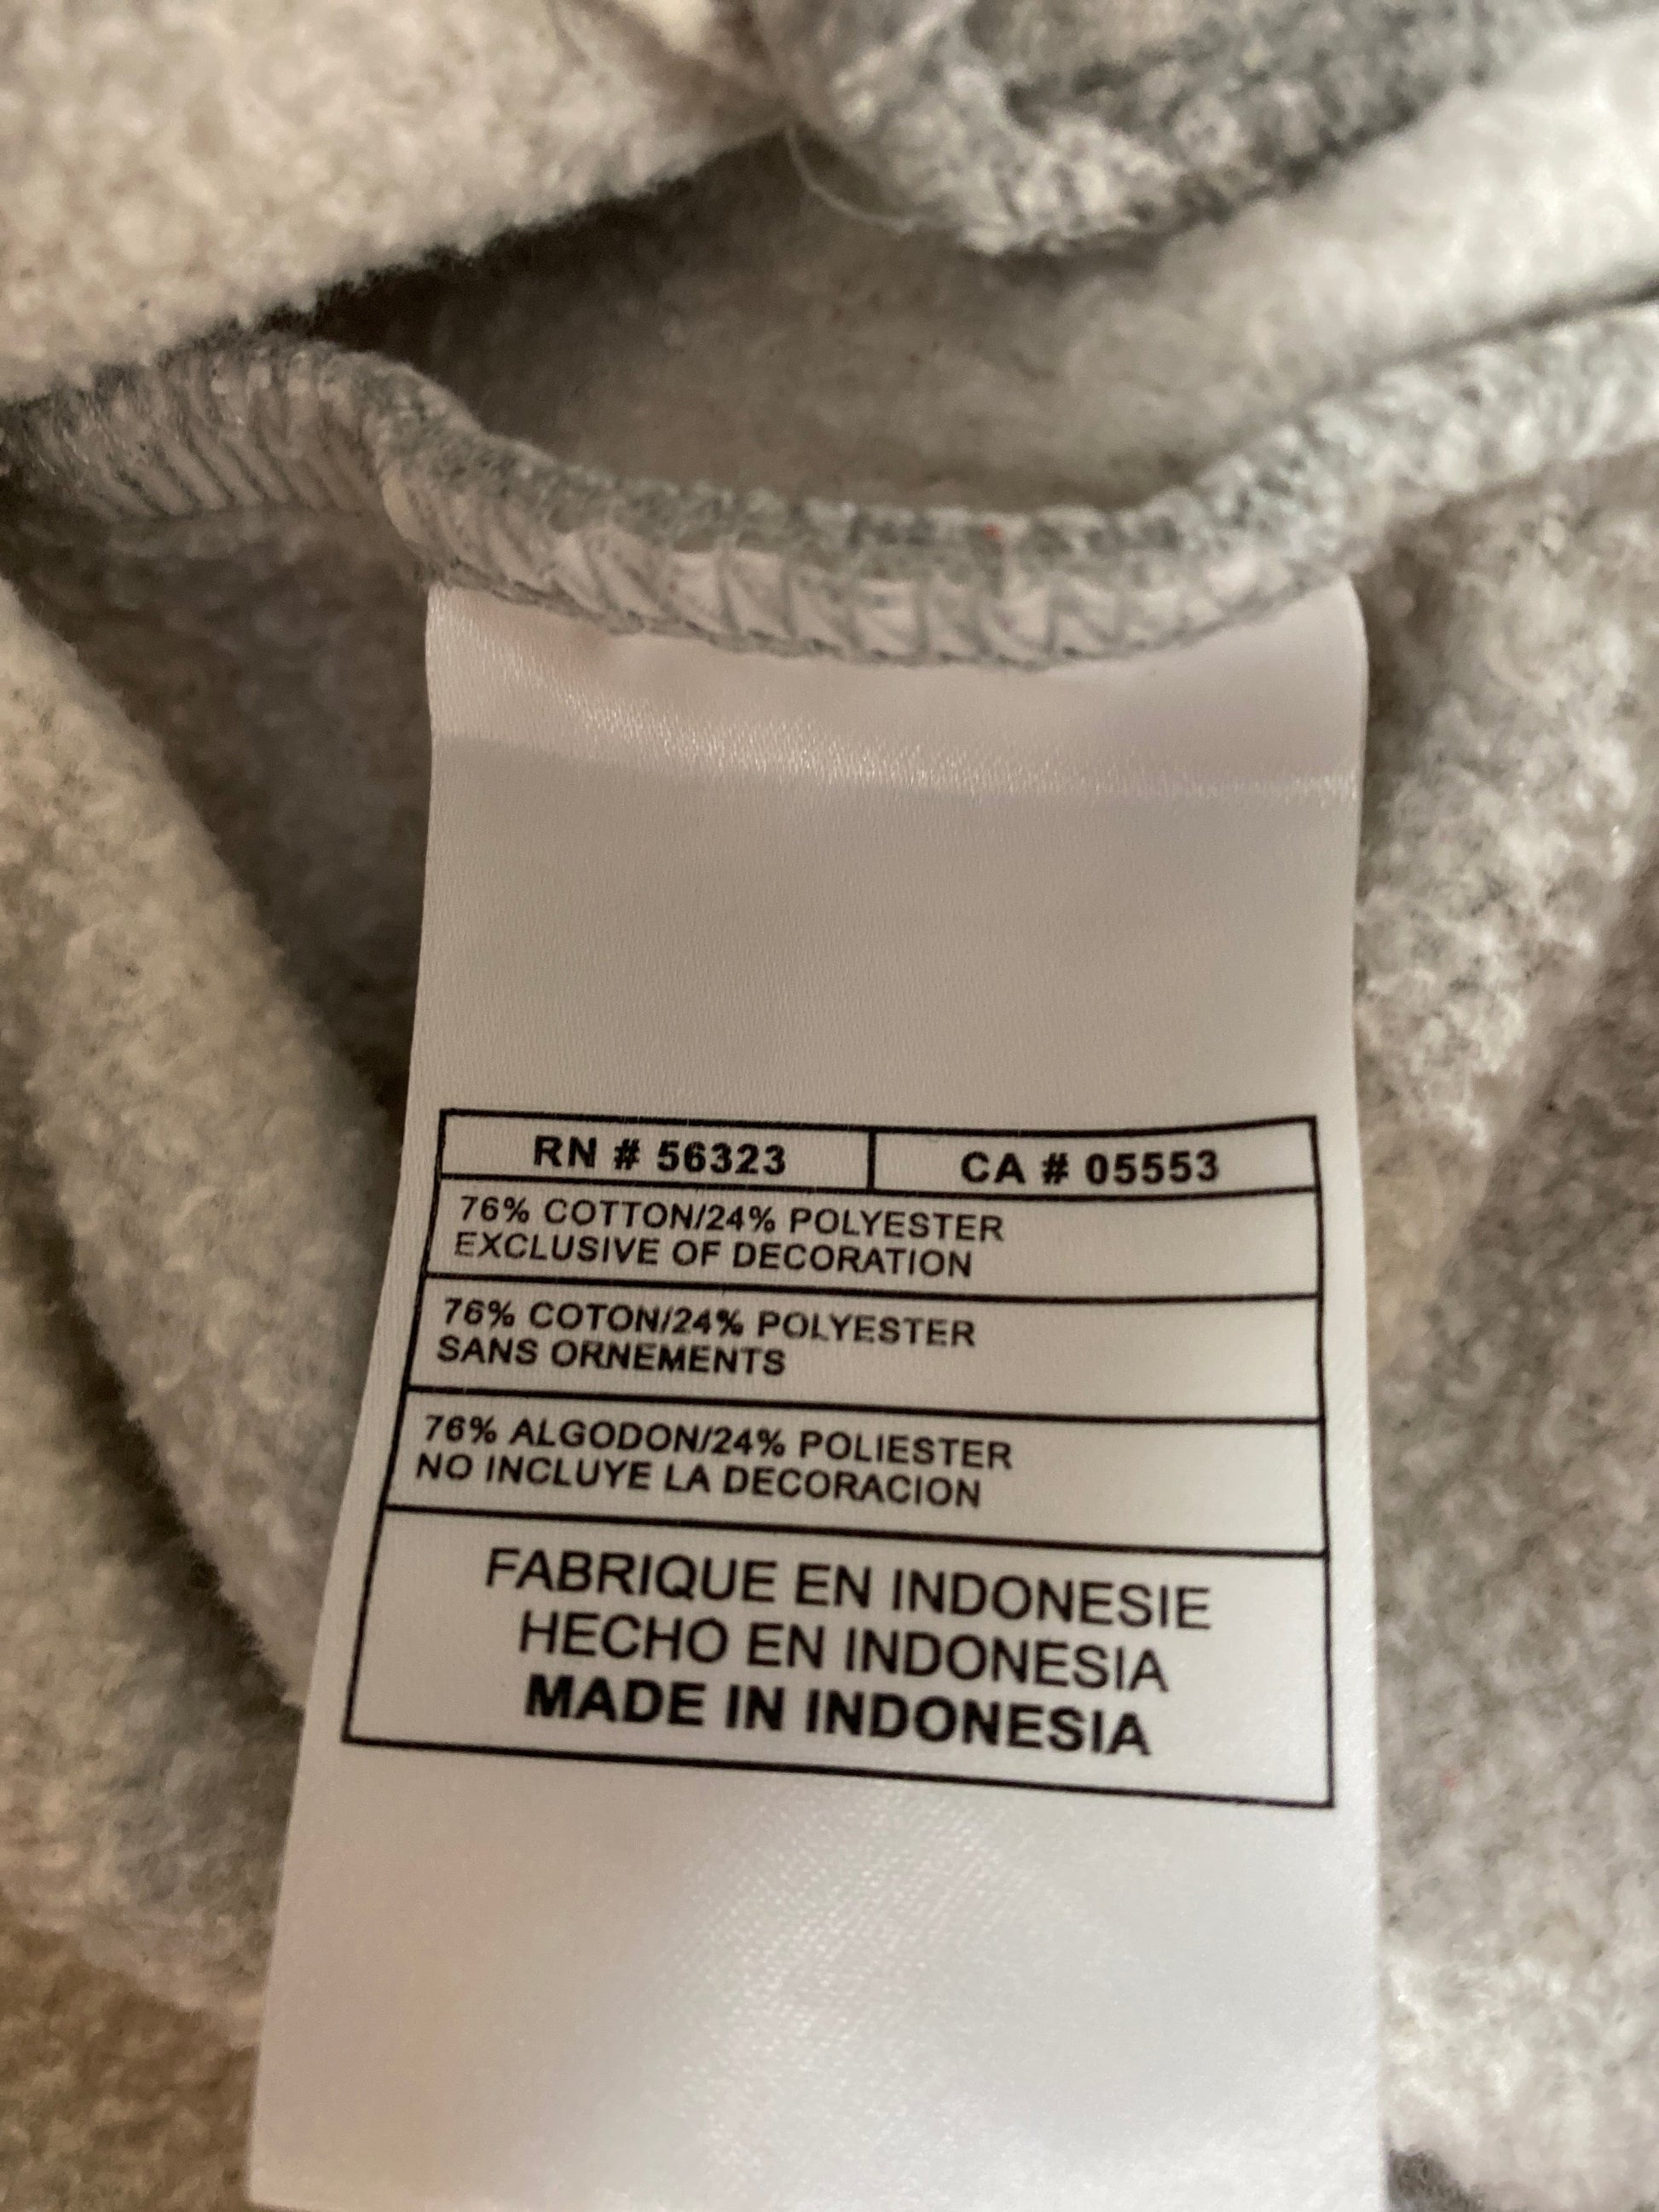 RN # 56323
CA # 05553
76% COTTON/24% POLYESTER
EXCLUSIVE OF DECORATION
76% COTON/24% POLYESTER
SANS ORNEMENTS
76% ALGODON/24% POLIESTER
NO INCLUYE LA DECORACION
FABRIQUE EN INDONESIE
HECHO EN INDONESIA
MADE IN INDONESIA